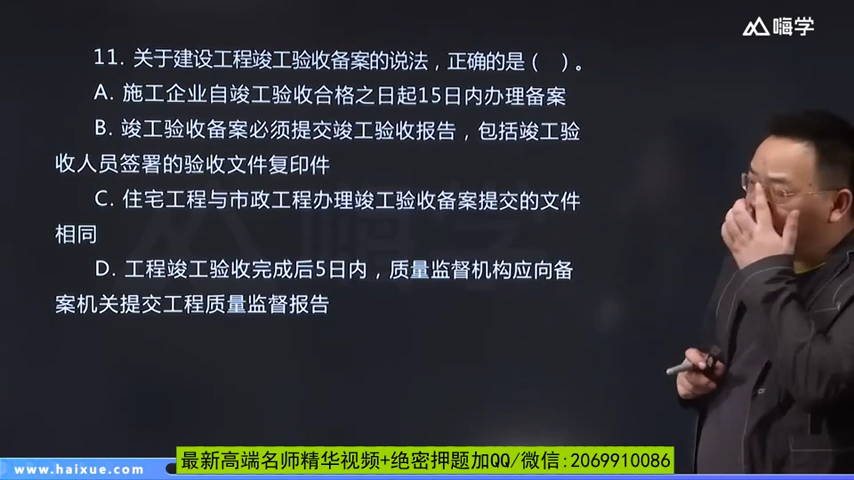 嗨学
11. 关于建设工程竣工验收备案的说法，正确的是（ ）。
A. 施工企业自竣工验收合格之日起15日内办理备案
B. 竣工验收备案必须提交竣工验收报告，包括竣工验
收人员签署的验收文件复印件
C. 住宅工程与市政工程办理竣工验收备案提交的文件
相同
D. 工程竣工验收完成后5日内，质量监督机构应向备
案机关提交工程质量监督报告
嗨学
www.haixue.com
最新高端名师精华视频+绝密押题加QQ/微信:2069910086